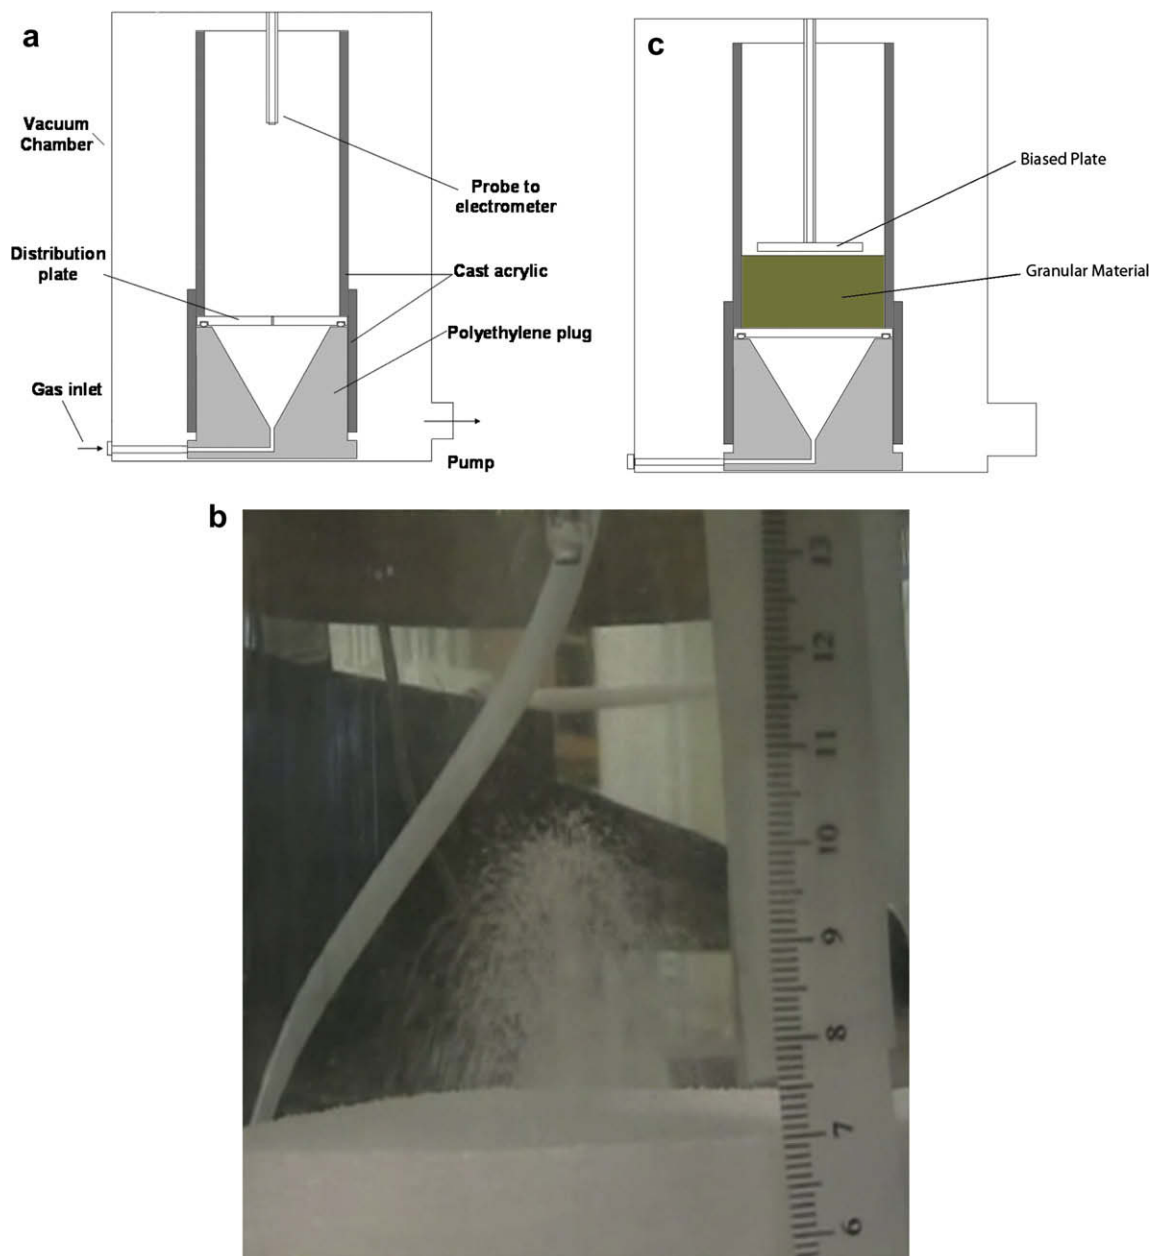 a
Vacuum
Chamber
Probe to
electrometer
Distribution
plate
Cast acrylic
Polyethylene plug
Gas inlet
Pump
c
Biased Plate
Granular Material
b
13
12
11
10
9
8
7
6